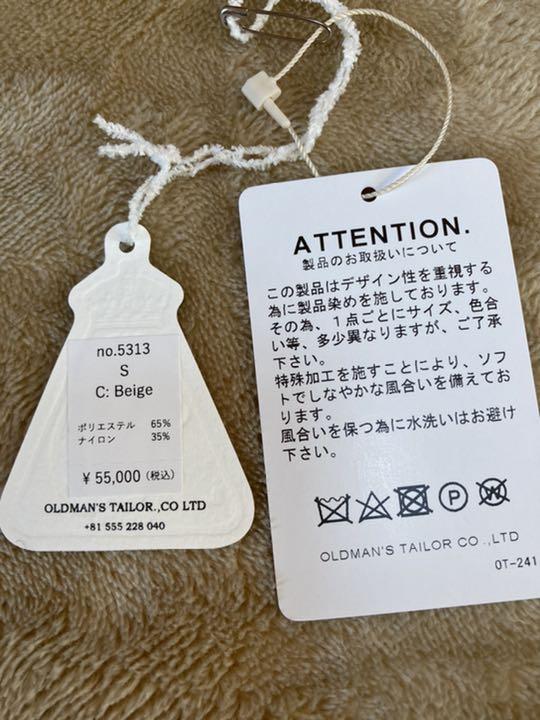 no.5313
S
C: Beige
ポリエステル 65%
ナイロン 35%
¥ 55,000 (税込)
OLDMAN'S TAILOR.,CO LTD
+81 555 228 040
ATTENTION.
製品のお取扱いについて
この製品はデザイン性を重視する
為に製品染めを施しております。
その為、1点ごとにサイズ、色合
い等、多少異なりますが、ご了承
下さい。
特殊加工を施すことにより、ソフ
トでしなやかな風合いを備えてお
ります。
風合いを保つ為に水洗いはお避け
下さい。
P
W
OLDMAN'S TAILOR CO .,LTD
OT-241